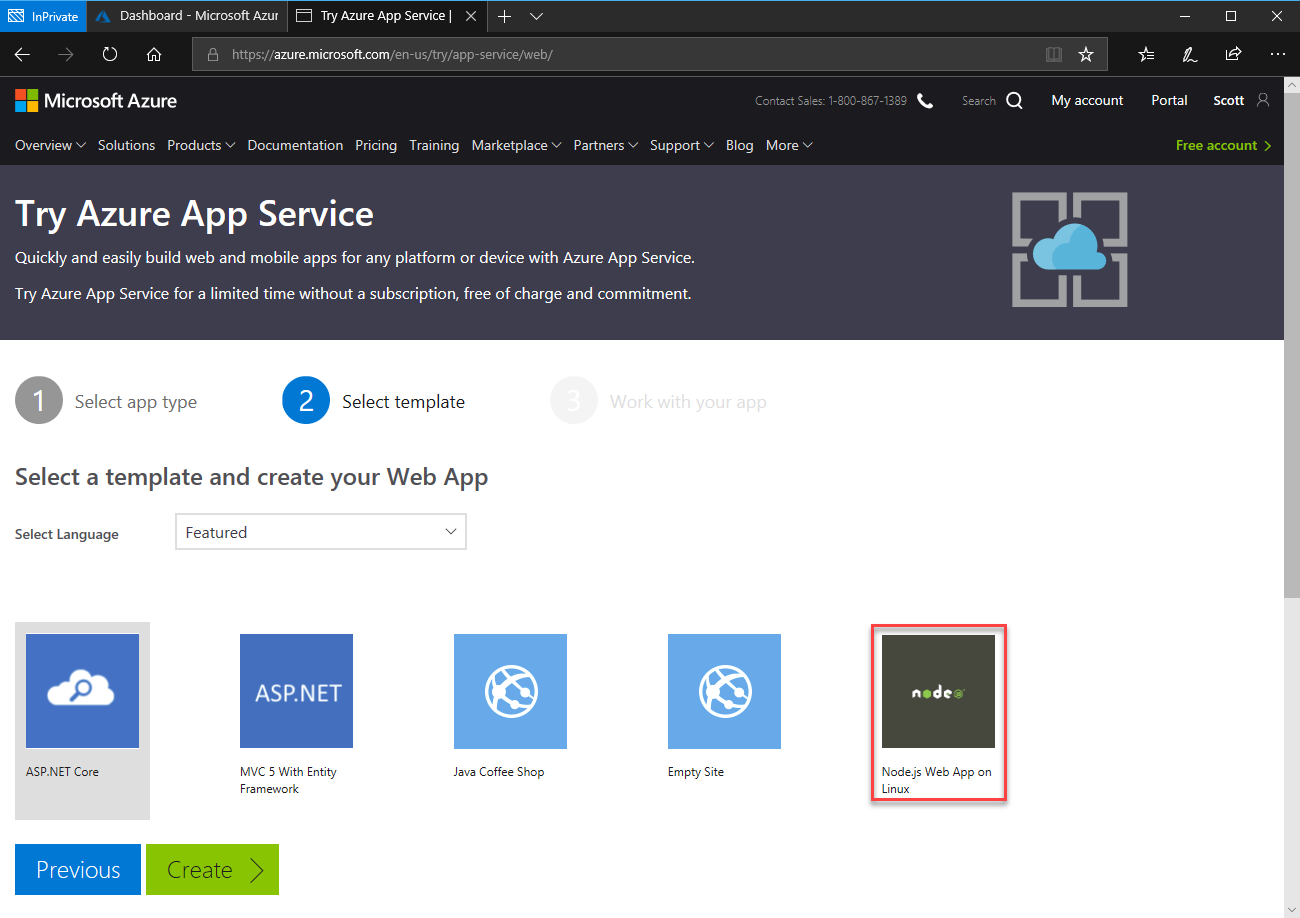 InPrivate
Dashboard - Microsoft Azur
Try Azure App Service |
https://azure.microsoft.com/en-us/try/app-service/web/
Microsoft Azure
Contact Sales: 1-800-867-1389
Search
My account
Portal
Scott
Overview Solutions Products Documentation Pricing Training Marketplace Partners Support Blog More
Free account
Try Azure App Service
Quickly and easily build web and mobile apps for any platform or device with Azure App Service.
Try Azure App Service for a limited time without a subscription, free of charge and commitment.
1 Select app type
2 Select template
3 Work with your app
Select a template and create your Web App
Select Language
Featured
ASP.NET Core
ASP.NET
MVC 5 With Entity
Framework
Java Coffee Shop
Empty Site
node
Node.js Web App on
Linux
Previous
Create